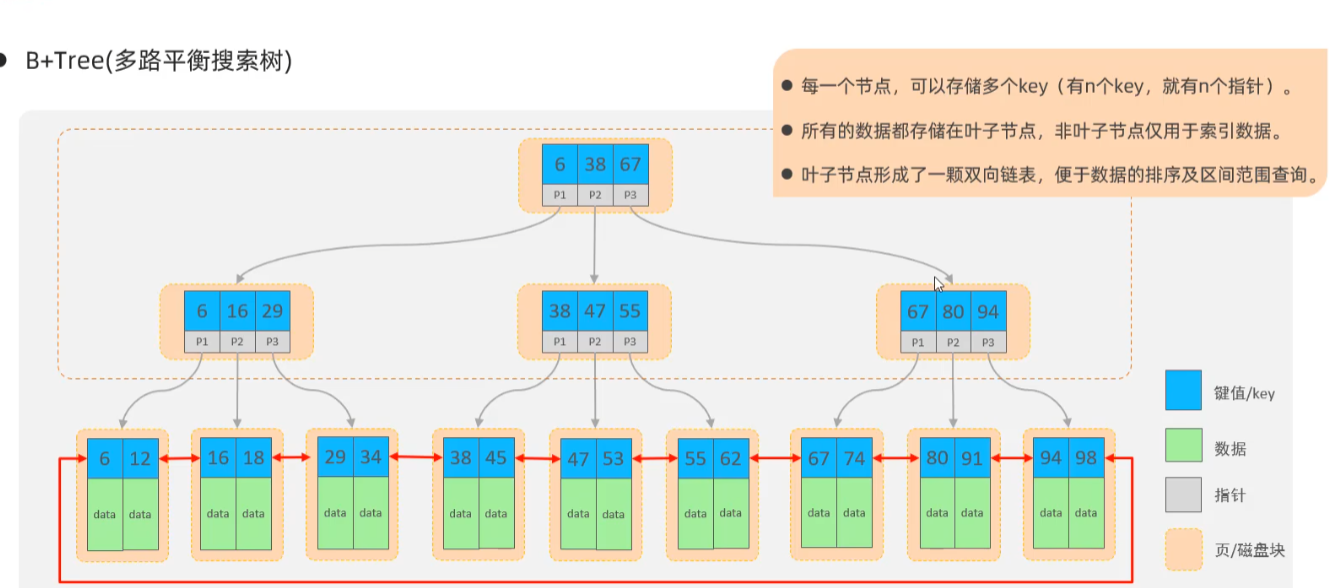 B+Tree(多路平衡搜索树)
每一个节点，可以存储多个key（有n个key，就有n个指针）。
所有的数据都存储在叶子节点，非叶子节点仅用于索引数据。
叶子节点形成了一颗双向链表，便于数据的排序及区间范围查询。
6 38 67
P1 P2 P3
6 16 29
P1 P2 P3
38 47 55
P1 P2 P3
67 80 94
P1 P2 P3
6 12
data data
16 18
data data
29 34
data data
38 45
data data
47 53
data data
55 62
data data
67 74
data data
80 91
data data
94 98
data data
键值/key
数据
指针
页/磁盘块